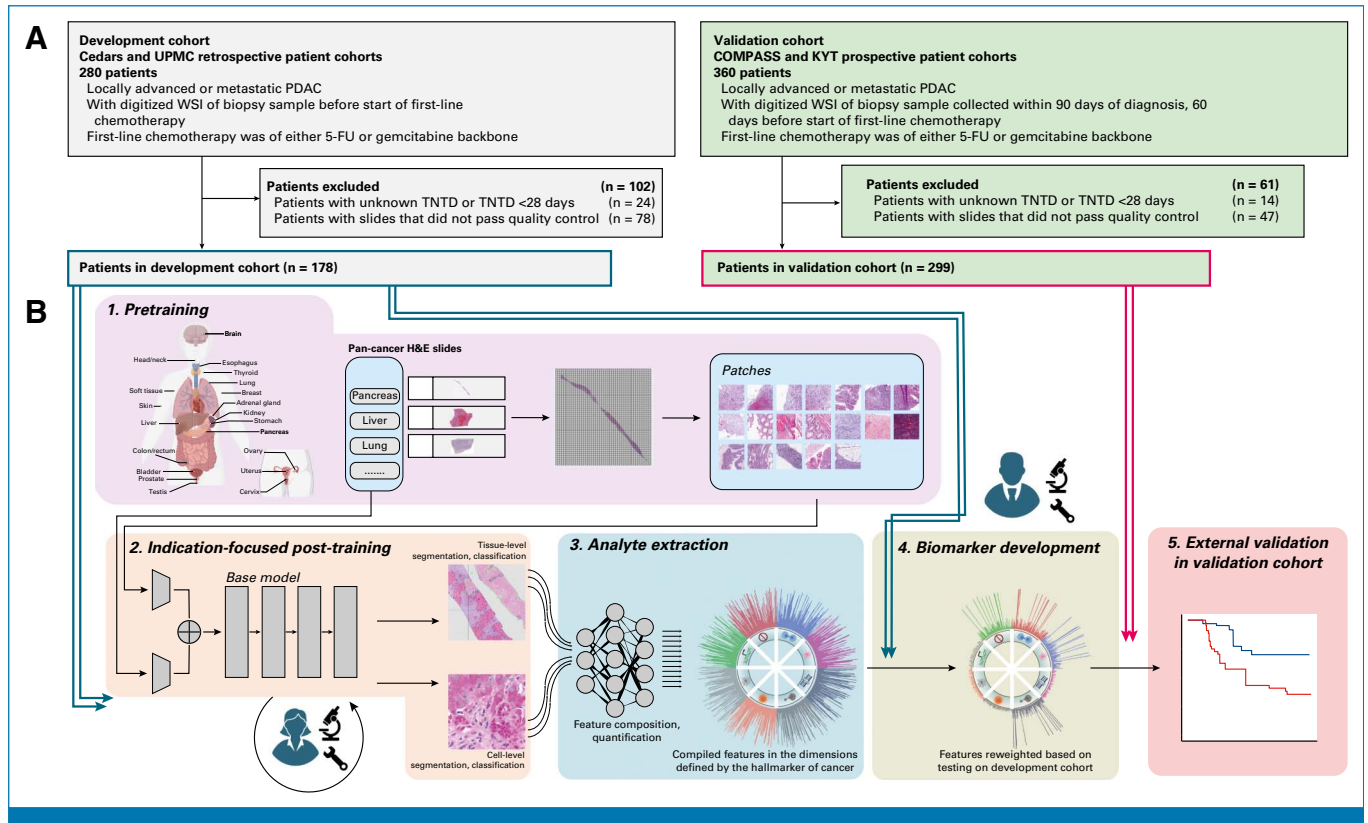 A
Development cohort
Cedars and UPMC retrospective patient cohorts
280 patients
Locally advanced or metastatic PDAC
With digitized WSI of biopsy sample before start of first-line
chemotherapy
First-line chemotherapy was of either 5-FU or gemcitabine backbone
Validation cohort
COMPASS and KYT prospective patient cohorts
360 patients
Locally advanced or metastatic PDAC
With digitized WSI of biopsy sample collected within 90 days of diagnosis, 60
days before start of first-line chemotherapy
First-line chemotherapy was of either 5-FU or gemcitabine backbone
Patients excluded (n = 102)
Patients with unknown TNTD or TNTD <28 days (n = 24)
Patients with slides that did not pass quality control (n = 78)
Patients excluded (n = 61)
Patients with unknown TNTD or TNTD <28 days (n = 14)
Patients with slides that did not pass quality control (n = 47)
Patients in development cohort (n = 178)
Patients in validation cohort (n = 299)
B
1. Pretraining
Brain
Head/neck
Esophagus
Thyroid
Lung
Soft tissue
Breast
Adrenal gland
Skin
Kidney
Stomach
Liver
Pancreas
Colon/rectum
Ovary
Bladder
Uterus
Prostate
Testis
Cervix
Pan-cancer H&E slides
Pancreas
Liver
Lung
.......
Patches
2. Indication-focused post-training
Base model
Tissue-level
segmentation, classification
Cell-level
segmentation, classification
3. Analyte extraction
Feature composition,
quantification
Compiled features in the dimensions
defined by the hallmarker of cancer
4. Biomarker development
Features reweighted based on
testing on development cohort
5. External validation
in validation cohort